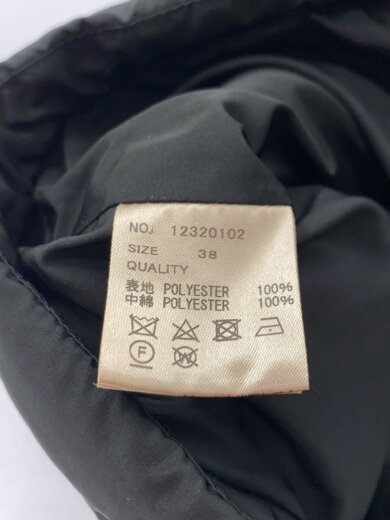 NO. 12320102
SIZE 38
QUALITY
表地 POLYESTER 100%
中綿 POLYESTER 100%
F
W